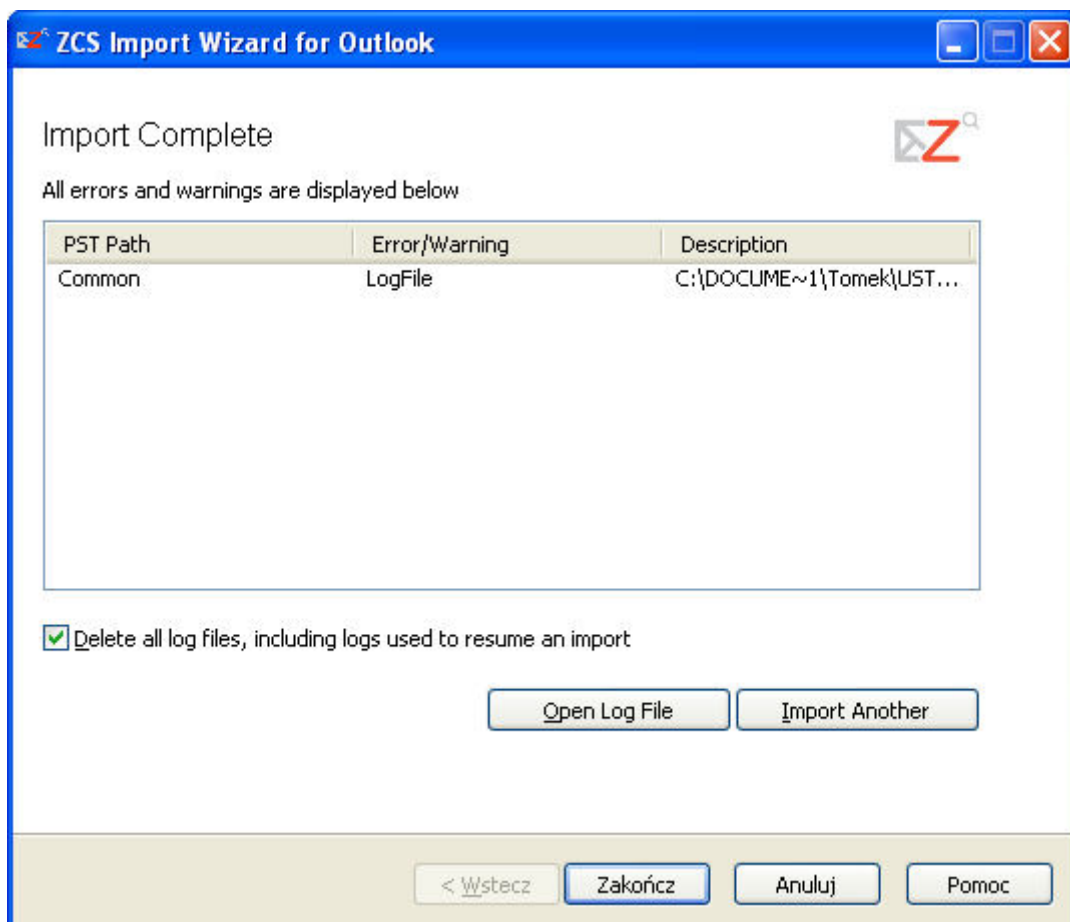 ZCS Import Wizard for Outlook
Import Complete
All errors and warnings are displayed below
PST Path Error/Warning Description
Common LogFile C:\DOCUME~1\Tomek\UST...
Delete all log files, including logs used to resume an import
Open Log File Import Another
< Wstecz Zakończ Anuluj Pomoc